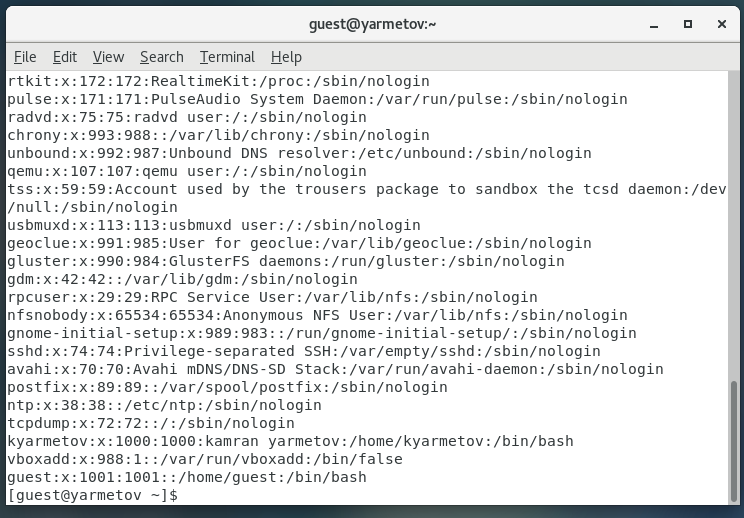 guest@yarmetov:~
File Edit View Search Terminal Help
rtkit:x:172:172:RealtimeKit:/proc:/sbin/nologin
pulse:x:171:171:PulseAudio System Daemon:/var/run/pulse:/sbin/nologin
radvd:x:75:75:radvd user:/:/sbin/nologin
chrony:x:993:988::/var/lib/chrony:/sbin/nologin
unbound:x:992:987:Unbound DNS resolver:/etc/unbound:/sbin/nologin
qemu:x:107:107:qemu user:/:/sbin/nologin
tss:x:59:59:Account used by the trousers package to sandbox the tcsd daemon:/dev
/null:/sbin/nologin
usbmuxd:x:113:113:usbmuxd user:/:/sbin/nologin
geoclue:x:991:985:User for geoclue:/var/lib/geoclue:/sbin/nologin
gluster:x:990:984:GlusterFS daemons:/run/gluster:/sbin/nologin
gdm:x:42:42::/var/lib/gdm:/sbin/nologin
rpcuser:x:29:29:RPC Service User:/var/lib/nfs:/sbin/nologin
nfsnobody:x:65534:65534:Anonymous NFS User:/var/lib/nfs:/sbin/nologin
gnome-initial-setup:x:989:983::/run/gnome-initial-setup/:/sbin/nologin
sshd:x:74:74:Privilege-separated SSH:/var/empty/sshd:/sbin/nologin
avahi:x:70:70:Avahi mDNS/DNS-SD Stack:/var/run/avahi-daemon:/sbin/nologin
postfix:x:89:89::/var/spool/postfix:/sbin/nologin
ntp:x:38:38::/etc/ntp:/sbin/nologin
tcpdump:x:72:72::/:/sbin/nologin
kyarmetov:x:1000:1000:kamran yarmetov:/home/kyarmetov:/bin/bash
vboxadd:x:988:1::/var/run/vboxadd:/bin/false
guest:x:1001:1001::/home/guest:/bin/bash
[guest@yarmetov ~]$